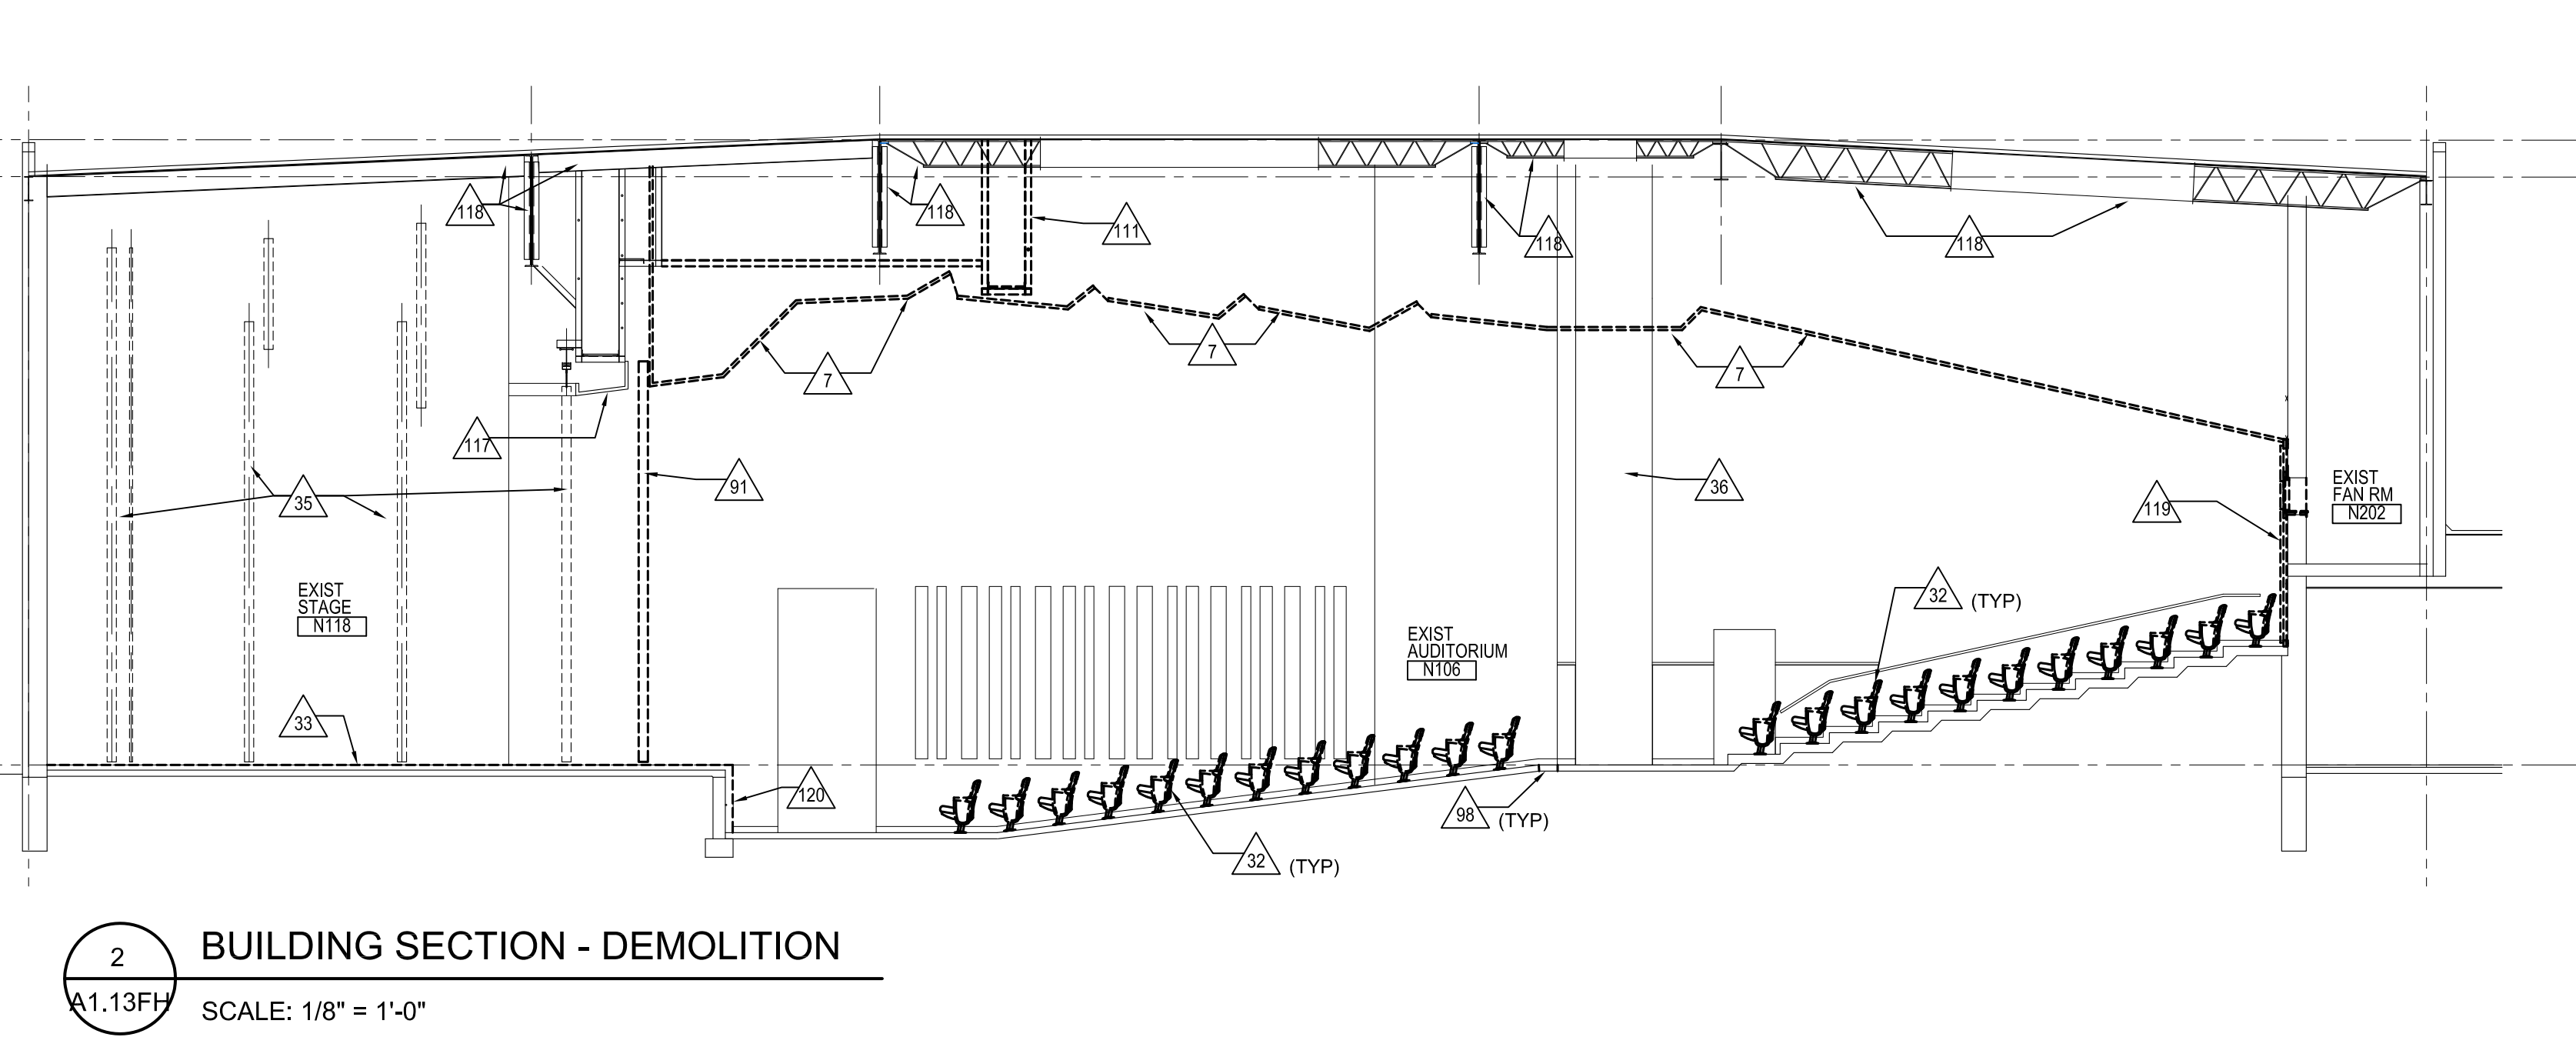 118
118
111
118
118
7
7
7
117
91
35
36
119
EXIST
FAN RM
N202
EXIST
STAGE
N118
32 (TYP)
EXIST
AUDITORIUM
N106
33
120
98 (TYP)
32 (TYP)
2
A1.13FH
BUILDING SECTION - DEMOLITION
SCALE: 1/8" = 1'-0"